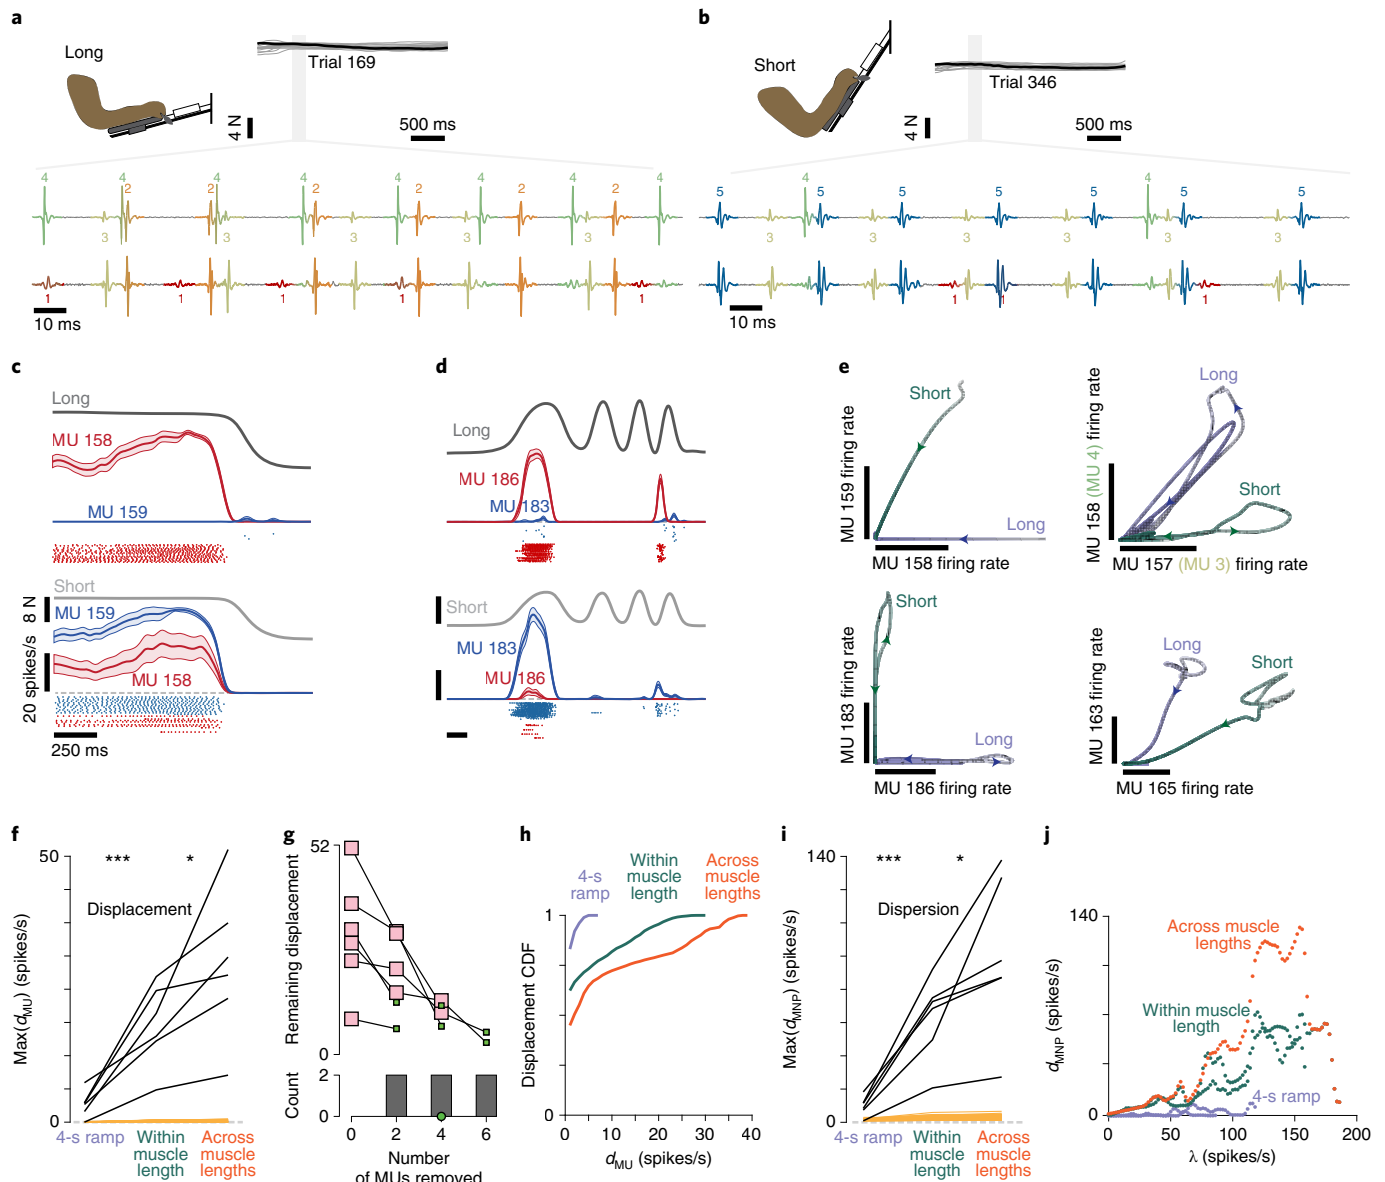 a
Long
Trial 169
4 N
500 ms
4 4 2 2 4 4 2 4 2 4 2 4
3 3 3 3 3
1 1 1 1 1
10 ms
b
Short
Trial 346
4 N
500 ms
5 4 5 5 5 4 5 5
3 3 3 3 3 3
1 1 1
10 ms
c
Long
MU 158
MU 159
Short
MU 159
MU 158
8 N
20 spikes/s
250 ms
d
Long
MU 186
MU 183
Short
MU 183
MU 186
e
Short
Long
MU 159 firing rate
MU 158 firing rate
Long
Short
MU 158 (MU 4) firing rate
MU 157 (MU 3) firing rate
Short
Long
MU 183 firing rate
MU 186 firing rate
Long
Short
MU 163 firing rate
MU 165 firing rate
f
50
*** *
Displacement
Max(dMU) (spikes/s)
0
4-s ramp
Within muscle length
Across muscle lengths
g
52
Remaining displacement
0
2
Count
0
0 2 4 6
Number
of MUs removed
h
4-s
ramp
Within
muscle
length
Across
muscle
lengths
1
Displacement CDF
0
0 10 20 30 40
dMU (spikes/s)
i
140
*** *
Dispersion
Max(dMNP) (spikes/s)
0
4-s ramp
Within muscle length
Across muscle lengths
j
140
Across muscle
lengths
Within muscle
length
4-s ramp
dMNP (spikes/s)
0
0 50 100 150 200
λ (spikes/s)